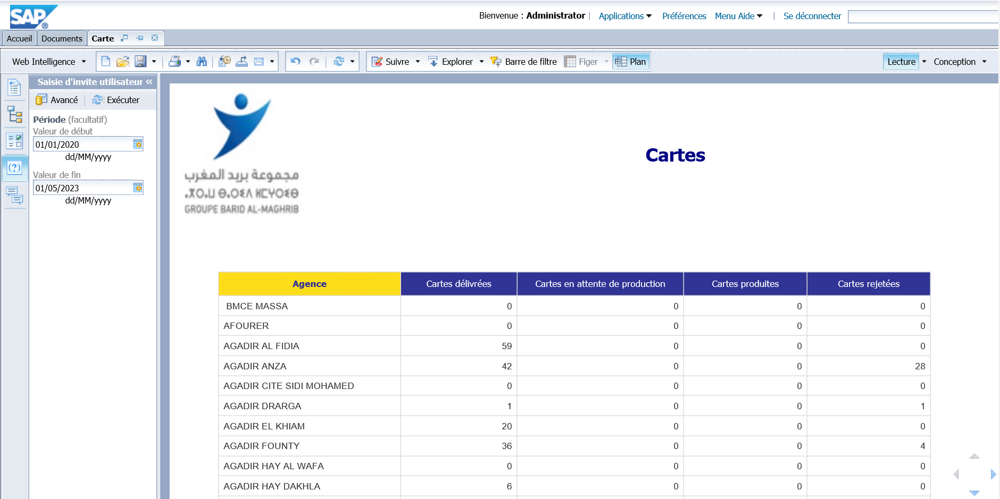 SAP®
Bienvenue : Administrator | Applications Préférences Menu Aide | Se déconnecter
Accueil Documents Carte
Web Intelligence Suivre Explorer Barre de filtre Figer Plan Lecture Conception
Saisie d'invite utilisateur «
Avancé Exécuter
Période (facultatif)
Valeur de début
01/01/2020
dd/MM/yyyy
Valeur de fin
01/05/2023
dd/MM/yyyy
مجموعة بريد المغرب
ⴰⴳⵔⴰⵡ ⴱⴰⵔⵉⴷ ⵍⵎⵖⵔⵉⴱ
GROUPE BARID AL-MAGHRIB
Cartes
Agence Cartes délivrées Cartes en attente de production Cartes produites Cartes rejetées
BMCE MASSA 0 0 0 0
AFOURER 0 0 0 0
AGADIR AL FIDIA 59 0 0 0
AGADIR ANZA 42 0 0 28
AGADIR CITE SIDI MOHAMED 0 0 0 0
AGADIR DRARGA 1 0 0 1
AGADIR EL KHIAM 20 0 0 0
AGADIR FOUNTY 36 0 0 4
AGADIR HAY AL WAFA 0 0 0 0
AGADIR HAY DAKHLA 6 0 0 0